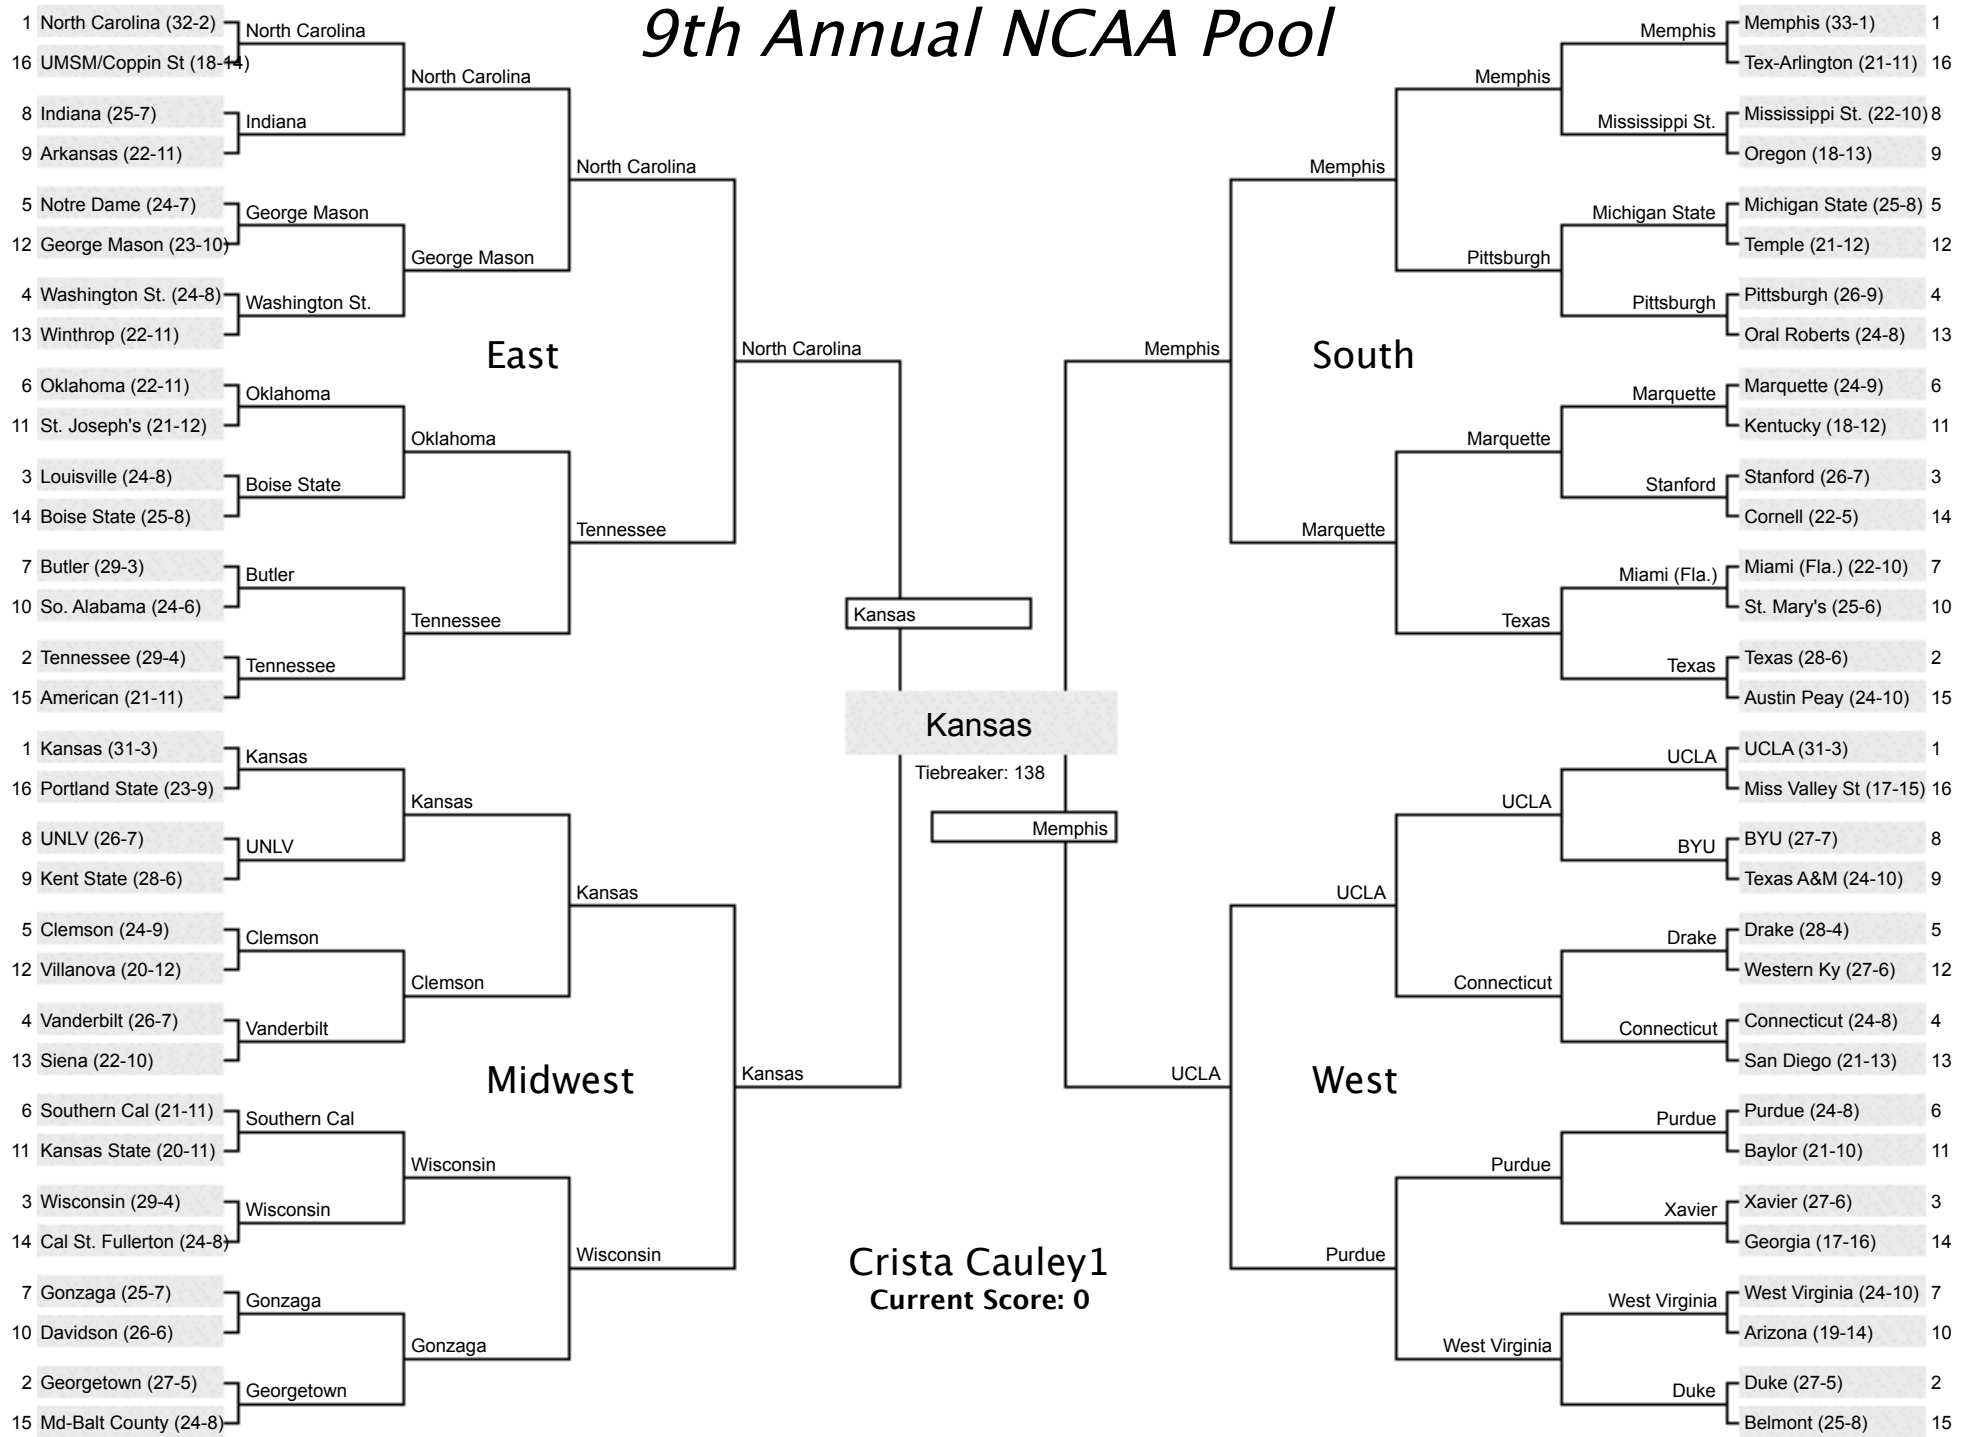 9th Annual NCAA Pool
1 North Carolina (32-2)
16 UMSM/Coppin St (18-14)
8 Indiana (25-7)
9 Arkansas (22-11)
5 Notre Dame (24-7)
12 George Mason (23-10)
4 Washington St. (24-8)
13 Winthrop (22-11)
6 Oklahoma (22-11)
11 St. Joseph's (21-12)
3 Louisville (24-8)
14 Boise State (25-8)
7 Butler (29-3)
10 So. Alabama (24-6)
2 Tennessee (29-4)
15 American (21-11)
North Carolina
Indiana
George Mason
Washington St.
Oklahoma
Boise State
Butler
Tennessee
North Carolina
George Mason
Oklahoma
Tennessee
North Carolina
Tennessee
East
North Carolina
1 Kansas (31-3)
16 Portland State (23-9)
8 UNLV (26-7)
9 Kent State (28-6)
5 Clemson (24-9)
12 Villanova (20-12)
4 Vanderbilt (26-7)
13 Siena (22-10)
6 Southern Cal (21-11)
11 Kansas State (20-11)
3 Wisconsin (29-4)
14 Cal St. Fullerton (24-8)
7 Gonzaga (25-7)
10 Davidson (26-6)
2 Georgetown (27-5)
15 Md-Balt County (24-8)
Kansas
UNLV
Clemson
Vanderbilt
Southern Cal
Wisconsin
Gonzaga
Georgetown
Kansas
Clemson
Wisconsin
Gonzaga
Kansas
Wisconsin
Midwest
Kansas
Kansas
Kansas
Tiebreaker: 138
Memphis
Memphis (33-1) 1
Tex-Arlington (21-11) 16
Mississippi St. (22-10) 8
Oregon (18-13) 9
Michigan State (25-8) 5
Temple (21-12) 12
Pittsburgh (26-9) 4
Oral Roberts (24-8) 13
Marquette (24-9) 6
Kentucky (18-12) 11
Stanford (26-7) 3
Cornell (22-5) 14
Miami (Fla.) (22-10) 7
St. Mary's (25-6) 10
Texas (28-6) 2
Austin Peay (24-10) 15
Memphis
Mississippi St.
Michigan State
Pittsburgh
Marquette
Stanford
Miami (Fla.)
Texas
Memphis
Pittsburgh
Marquette
Texas
Memphis
Marquette
South
Memphis
UCLA (31-3) 1
Miss Valley St (17-15) 16
BYU (27-7) 8
Texas A&M (24-10) 9
Drake (28-4) 5
Western Ky (27-6) 12
Connecticut (24-8) 4
San Diego (21-13) 13
Purdue (24-8) 6
Baylor (21-10) 11
Xavier (27-6) 3
Georgia (17-16) 14
West Virginia (24-10) 7
Arizona (19-14) 10
Duke (27-5) 2
Belmont (25-8) 15
UCLA
BYU
Drake
Connecticut
Purdue
Xavier
West Virginia
Duke
UCLA
Connecticut
Purdue
West Virginia
UCLA
Purdue
West
UCLA
Crista Cauley1
Current Score: 0